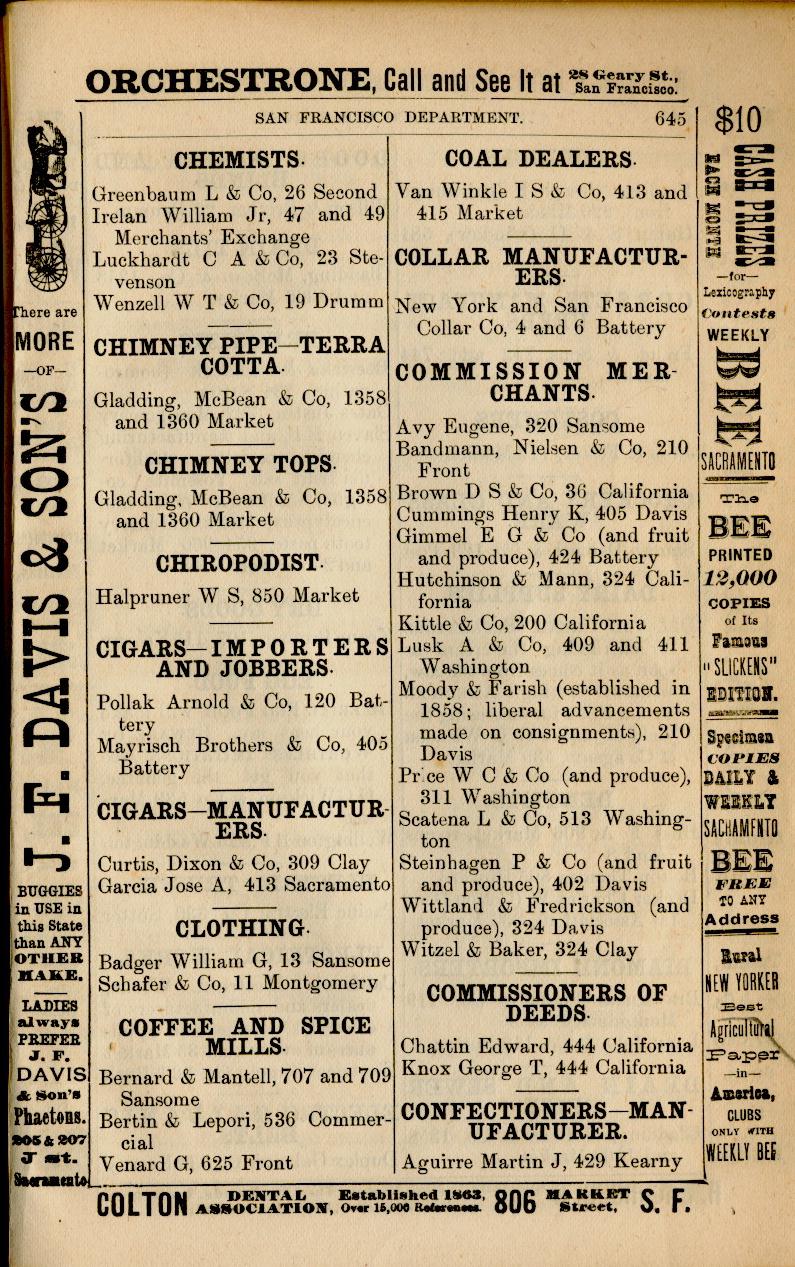 ORCHESTRONE, Call and See It at 28 Geary St., San Francisco.
SAN FRANCISCO DEPARTMENT. 645
There are
MORE
—OF—
J. F. DAVIS & SON'S
BUGGIES
in USE in
this State
than ANY
OTHER
MAKE.
LADIES
always
PREFER
J. F.
DAVIS
& Son's
Phaetons.
205 & 207
J st.
Sacramento
CHEMISTS.
Greenbaum L & Co, 26 Second
Irelan William Jr, 47 and 49
Merchants' Exchange
Luckhardt C A & Co, 23 Ste-
venson
Wenzell W T & Co, 19 Drumm
CHIMNEY PIPE—TERRA
COTTA.
Gladding, McBean & Co, 1358
and 1360 Market
CHIMNEY TOPS.
Gladding, McBean & Co, 1358
and 1360 Market
CHIROPODIST.
Halpruner W S, 850 Market
CIGARS—IMPORTERS
AND JOBBERS.
Pollak Arnold & Co, 120 Bat-
tery
Mayrisch Brothers & Co, 405
Battery
CIGARS—MANUFACTUR-
ERS.
Curtis, Dixon & Co, 309 Clay
Garcia Jose A, 413 Sacramento
CLOTHING.
Badger William G, 13 Sansome
Schafer & Co, 11 Montgomery
COFFEE AND SPICE
MILLS.
Bernard & Mantell, 707 and 709
Sansome
Bertin & Lepori, 536 Commer-
cial
Venard G, 625 Front
COAL DEALERS.
Van Winkle I S & Co, 413 and
415 Market
COLLAR MANUFACTUR-
ERS.
New York and San Francisco
Collar Co, 4 and 6 Battery
COMMISSION MER-
CHANTS.
Avy Eugene, 320 Sansome
Bandmann, Nielsen & Co, 210
Front
Brown D S & Co, 36 California
Cummings Henry K, 405 Davis
Gimmel E G & Co (and fruit
and produce), 424 Battery
Hutchinson & Mann, 324 Cali-
fornia
Kittle & Co, 200 California
Lusk A & Co, 409 and 411
Washington
Moody & Farish (established in
1858; liberal advancements
made on consignments), 210
Davis
Price W C & Co (and produce),
311 Washington
Scatena L & Co, 513 Washing-
ton
Steinhagen P & Co (and fruit
and produce), 402 Davis
Wittland & Fredrickson (and
produce), 324 Davis
Witzel & Baker, 324 Clay
COMMISSIONERS OF
DEEDS.
Chattin Edward, 444 California
Knox George T, 444 California
CONFECTIONERS—MAN-
UFACTURER.
Aguirre Martin J, 429 Kearny
$10
CASH PRIZES
EACH MONTH
—for—
Lexicography
Contests
WEEKLY
BEE
SACRAMENTO
The
BEE
PRINTED
12,000
COPIES
of Its
Famous
"SLICKENS"
EDITION.
Specimen
COPIES
DAILY &
WEEKLY
SACRAMENTO
BEE
FREE
TO ANY
Address
Rural
NEW YORKER
Best
Agricultural
Paper
—in—
America,
CLUBS
ONLY WITH
WEEKLY BEE
COLTON DENTAL ASSOCIATION, Established 1863, Over 15,000 References. 806 MARKET Street, S. F.